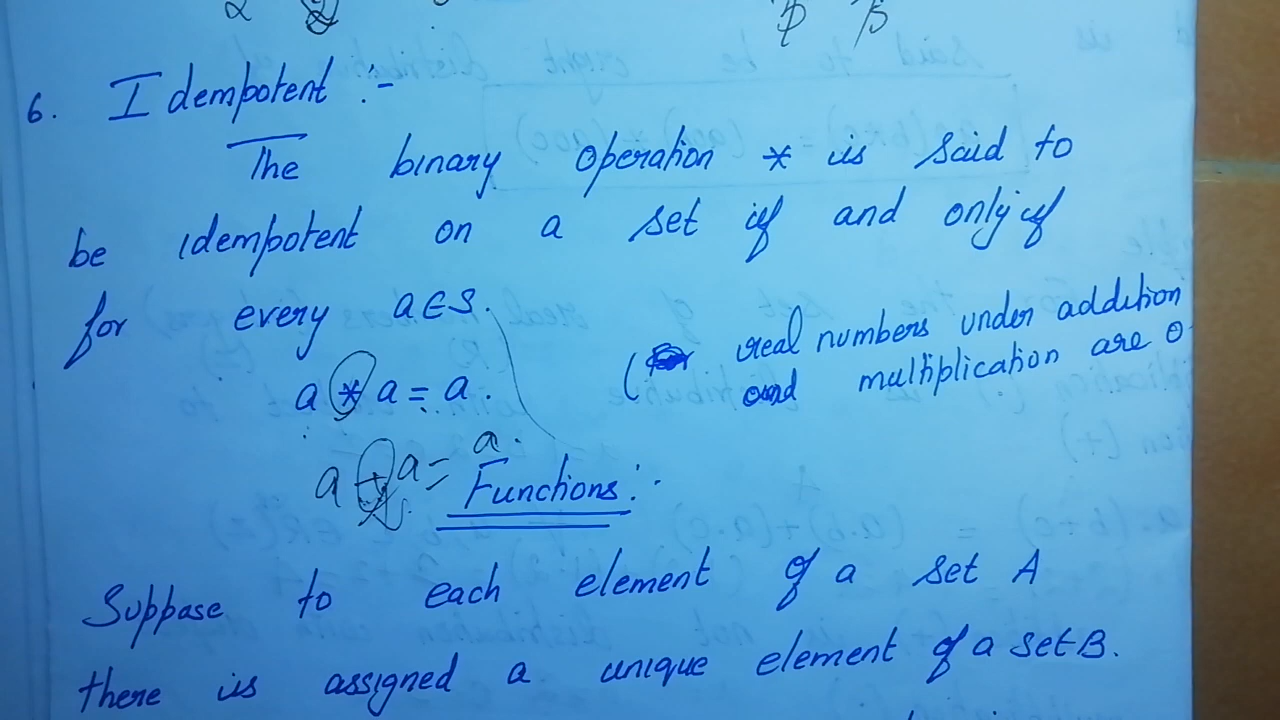 6. Idempotent :-
The binary operation * is said to
be idempotent on a set if and only if
for every a∈S.
a * a = a.
( real numbers under addition
and multiplication are
a + a = a.
Functions :-
Suppose to each element of a set A
there is assigned a unique element of a set B.